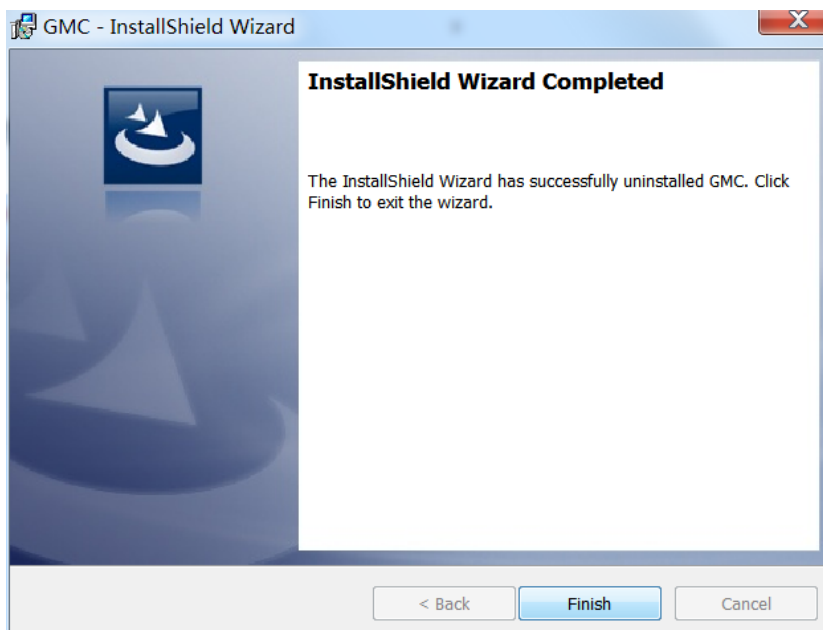 GMC - InstallShield Wizard
InstallShield Wizard Completed
The InstallShield Wizard has successfully uninstalled GMC. Click
Finish to exit the wizard.
< Back
Finish
Cancel